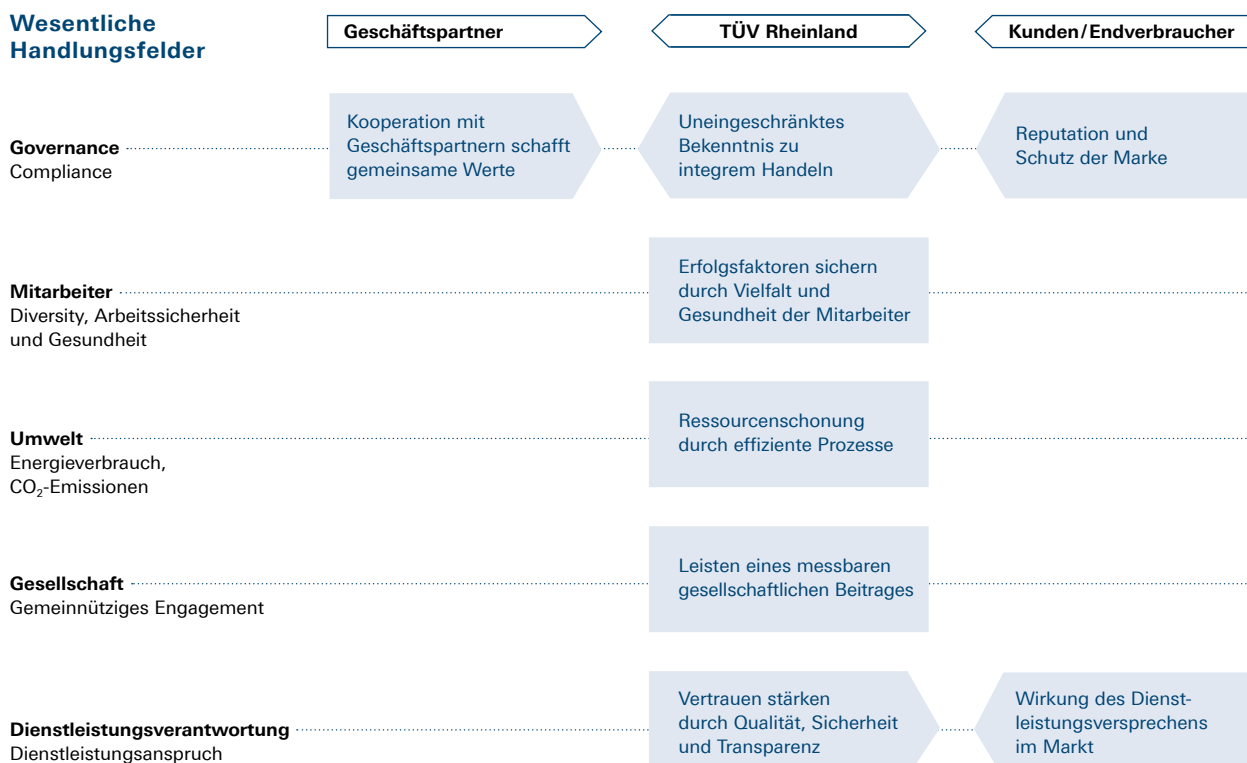 Wesentliche
Handlungsfelder
Geschäftspartner
TÜV Rheinland
Kunden/Endverbraucher
Governance
Compliance
Kooperation mit
Geschäftspartnern schafft
gemeinsame Werte
Uneingeschränktes
Bekenntnis zu
integrem Handeln
Reputation und
Schutz der Marke
Mitarbeiter
Diversity, Arbeitssicherheit
und Gesundheit
Erfolgsfaktoren sichern
durch Vielfalt und
Gesundheit der Mitarbeiter
Umwelt
Energieverbrauch,
CO₂-Emissionen
Ressourcenschonung
durch effiziente Prozesse
Gesellschaft
Gemeinnütziges Engagement
Leisten eines messbaren
gesellschaftlichen Beitrages
Dienstleistungsverantwortung
Dienstleistungsanspruch
Vertrauen stärken
durch Qualität, Sicherheit
und Transparenz
Wirkung des Dienst-
leistungsversprechens
im Markt